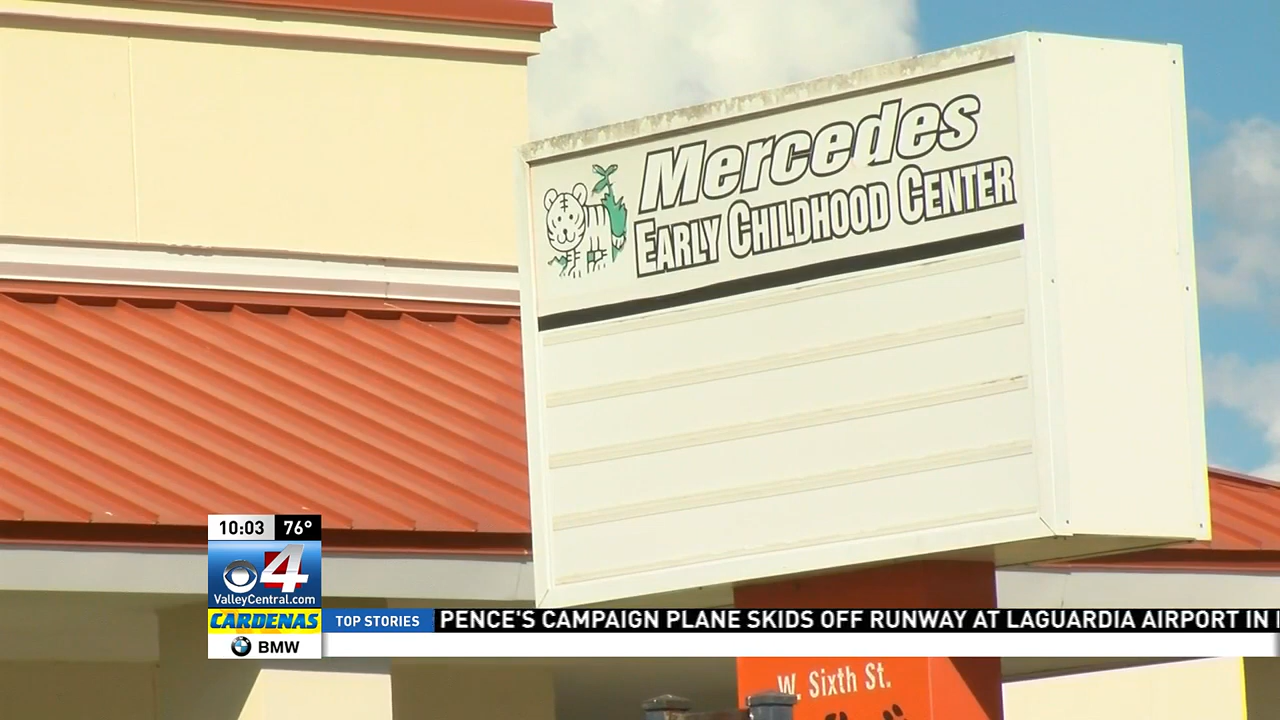 Mercedes
EARLY CHILDHOOD CENTER
10:03 76°
4
ValleyCentral.com
CARDENAS
BMW
TOP STORIES
PENCE'S CAMPAIGN PLANE SKIDS OFF RUNWAY AT LAGUARDIA AIRPORT IN
W. SIXTH ST.